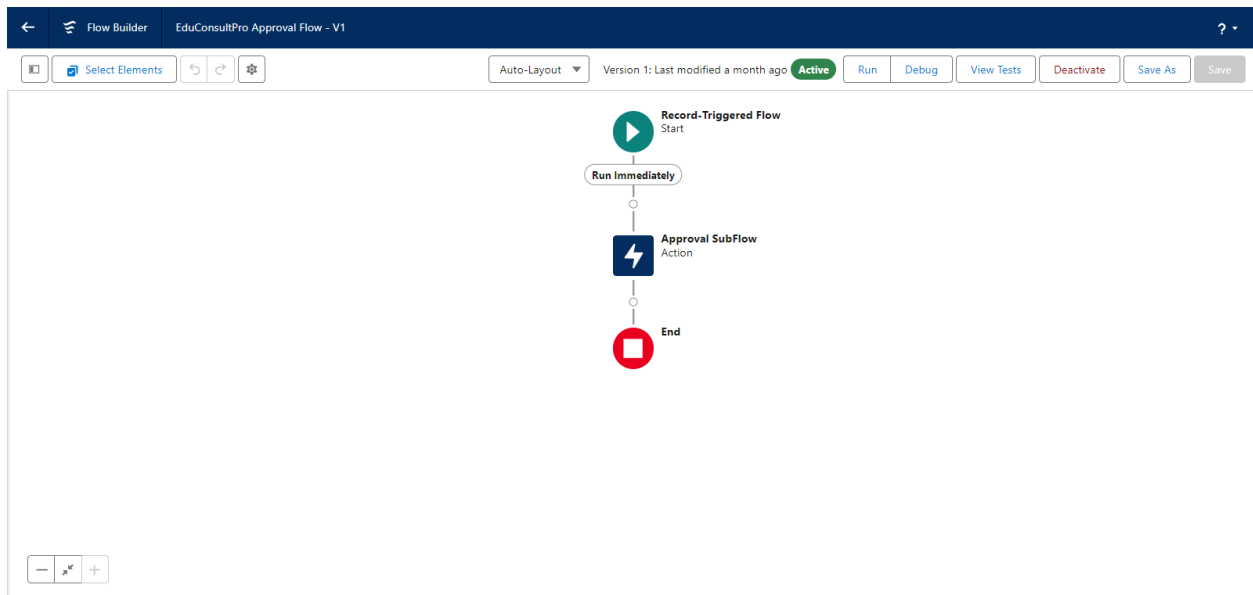 Flow Builder
EduConsultPro Approval Flow - V1
?
Select Elements
Auto-Layout
Version 1: Last modified a month ago
Active
Run
Debug
View Tests
Deactivate
Save As
Save
Record-Triggered Flow
Start
Run Immediately
Approval SubFlow
Action
End